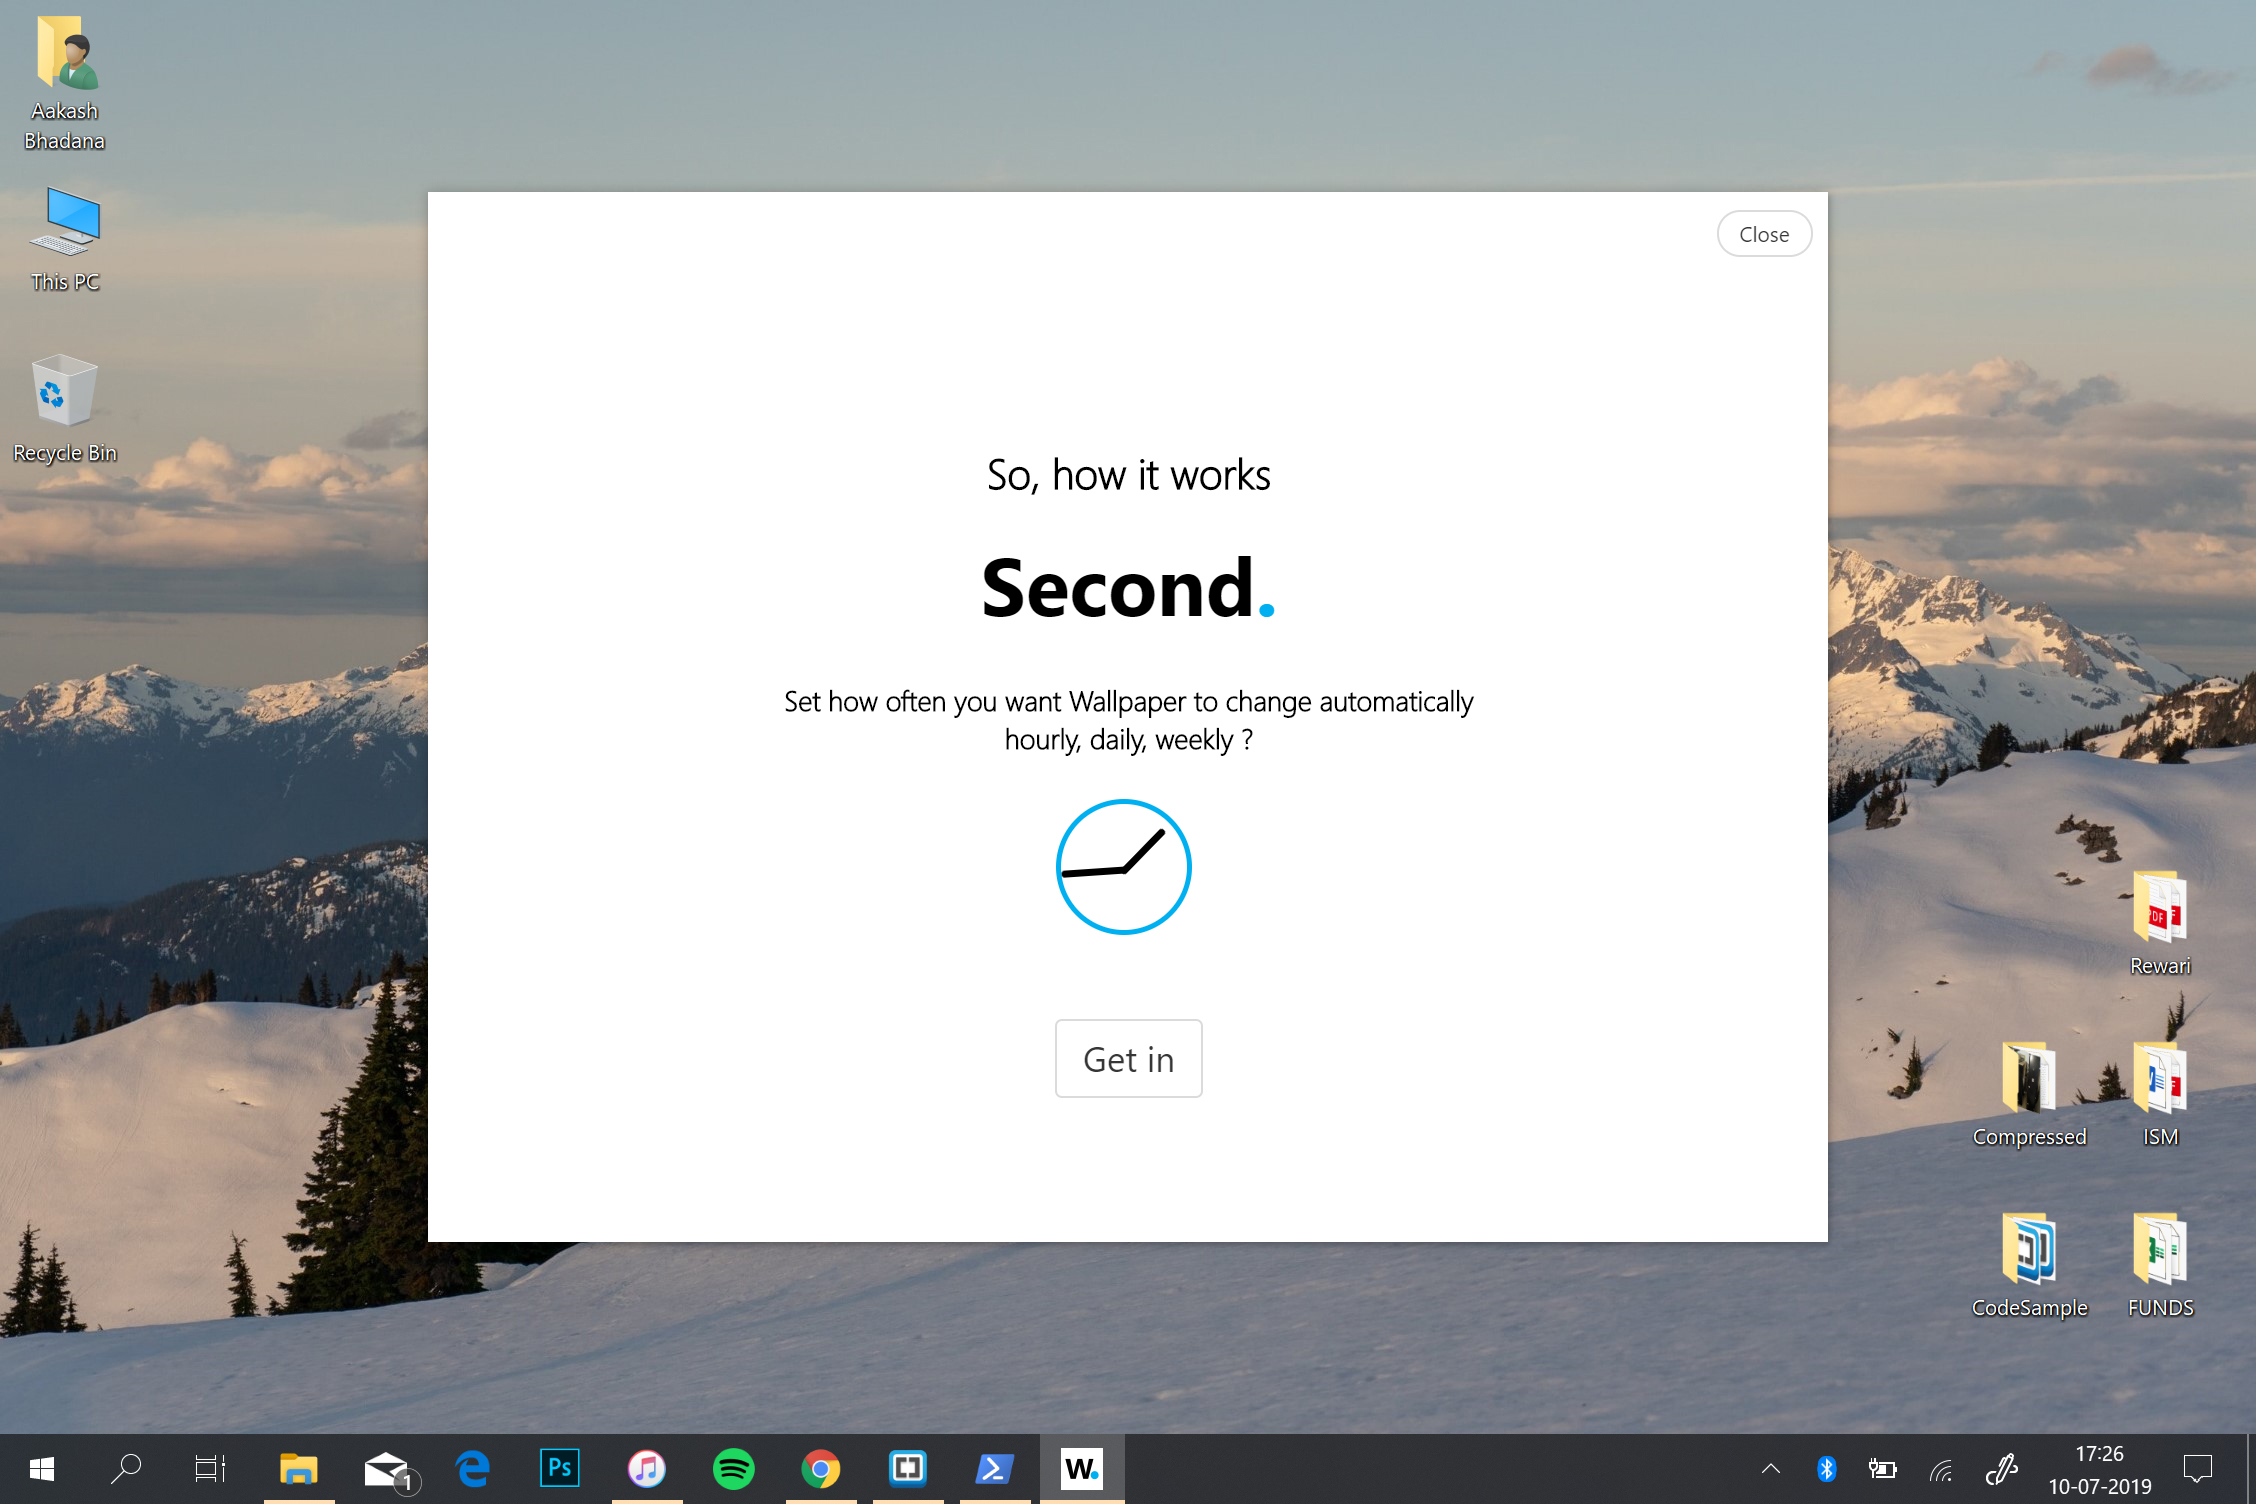 Aakash
Bhadana
This PC
Recycle Bin
Close
So, how it works
Second.
Set how often you want Wallpaper to change automatically
hourly, daily, weekly ?
Get in
PDF
Rewari
Compressed
ISM
CodeSample
FUNDS
1
Ps
W.
17:26
10-07-2019